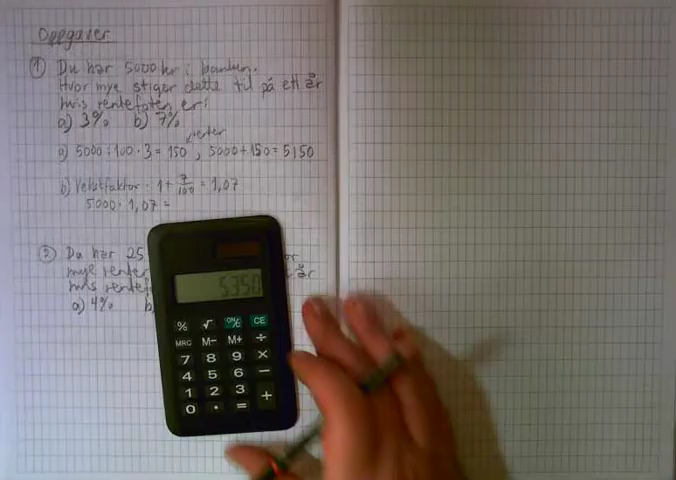 Oppgaver
① Du har 5000 kr i banken.
Hvor mye stiger dette til på ett år
hvis rentefoten er:
a) 3% b) 7%
renter
a) 5000 : 100 · 3 = 150 , 5000 + 150 = 5150
b) Vekstfaktor : 1 + 7/100 = 1,07
5000 · 1,07 =
② Du har 25
mye renter år
hvis
a) 4% b
5350
% √ ON/C CE
MRC M− M+ ÷
7 8 9 ×
4 5 6 −
1 2 3 +
0 · =